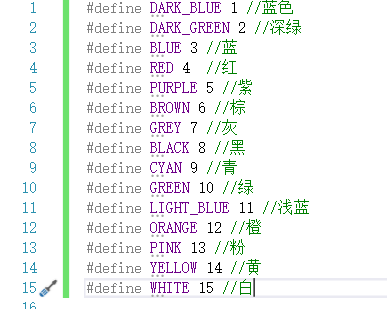 1 #define DARK_BLUE 1 //蓝色
2 #define DARK_GREEN 2 //深绿
3 #define BLUE 3 //蓝
4 #define RED 4  //红
5 #define PURPLE 5 //紫
6 #define BROWN 6 //棕
7 #define GREY 7 //灰
8 #define BLACK 8 //黑
9 #define CYAN 9 //青
10 #define GREEN 10 //绿
11 #define LIGHT_BLUE 11 //浅蓝
12 #define ORANGE 12 //橙
13 #define PINK 13 //粉
14 #define YELLOW 14 //黄
15 #define WHITE 15 //白
16